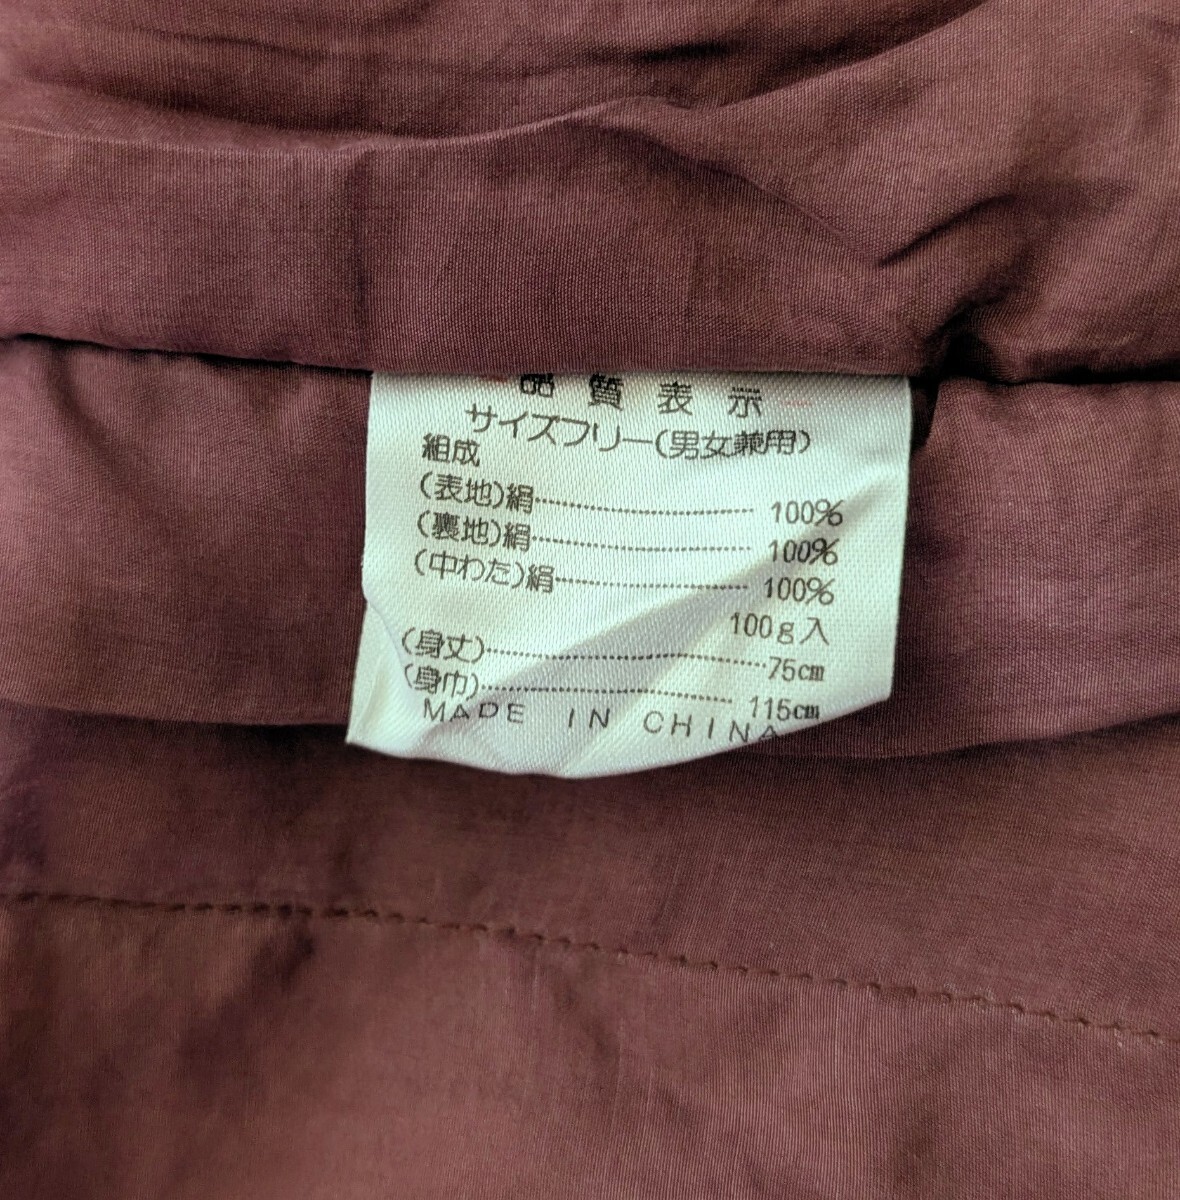 品質表示
サイズフリー(男女兼用)
組成
(表地)絹………………100%
(裏地)絹………………100%
(中わた)絹………………100%
100g入
(身丈)………………75㎝
(身巾)………………115㎝
MADE IN CHINA